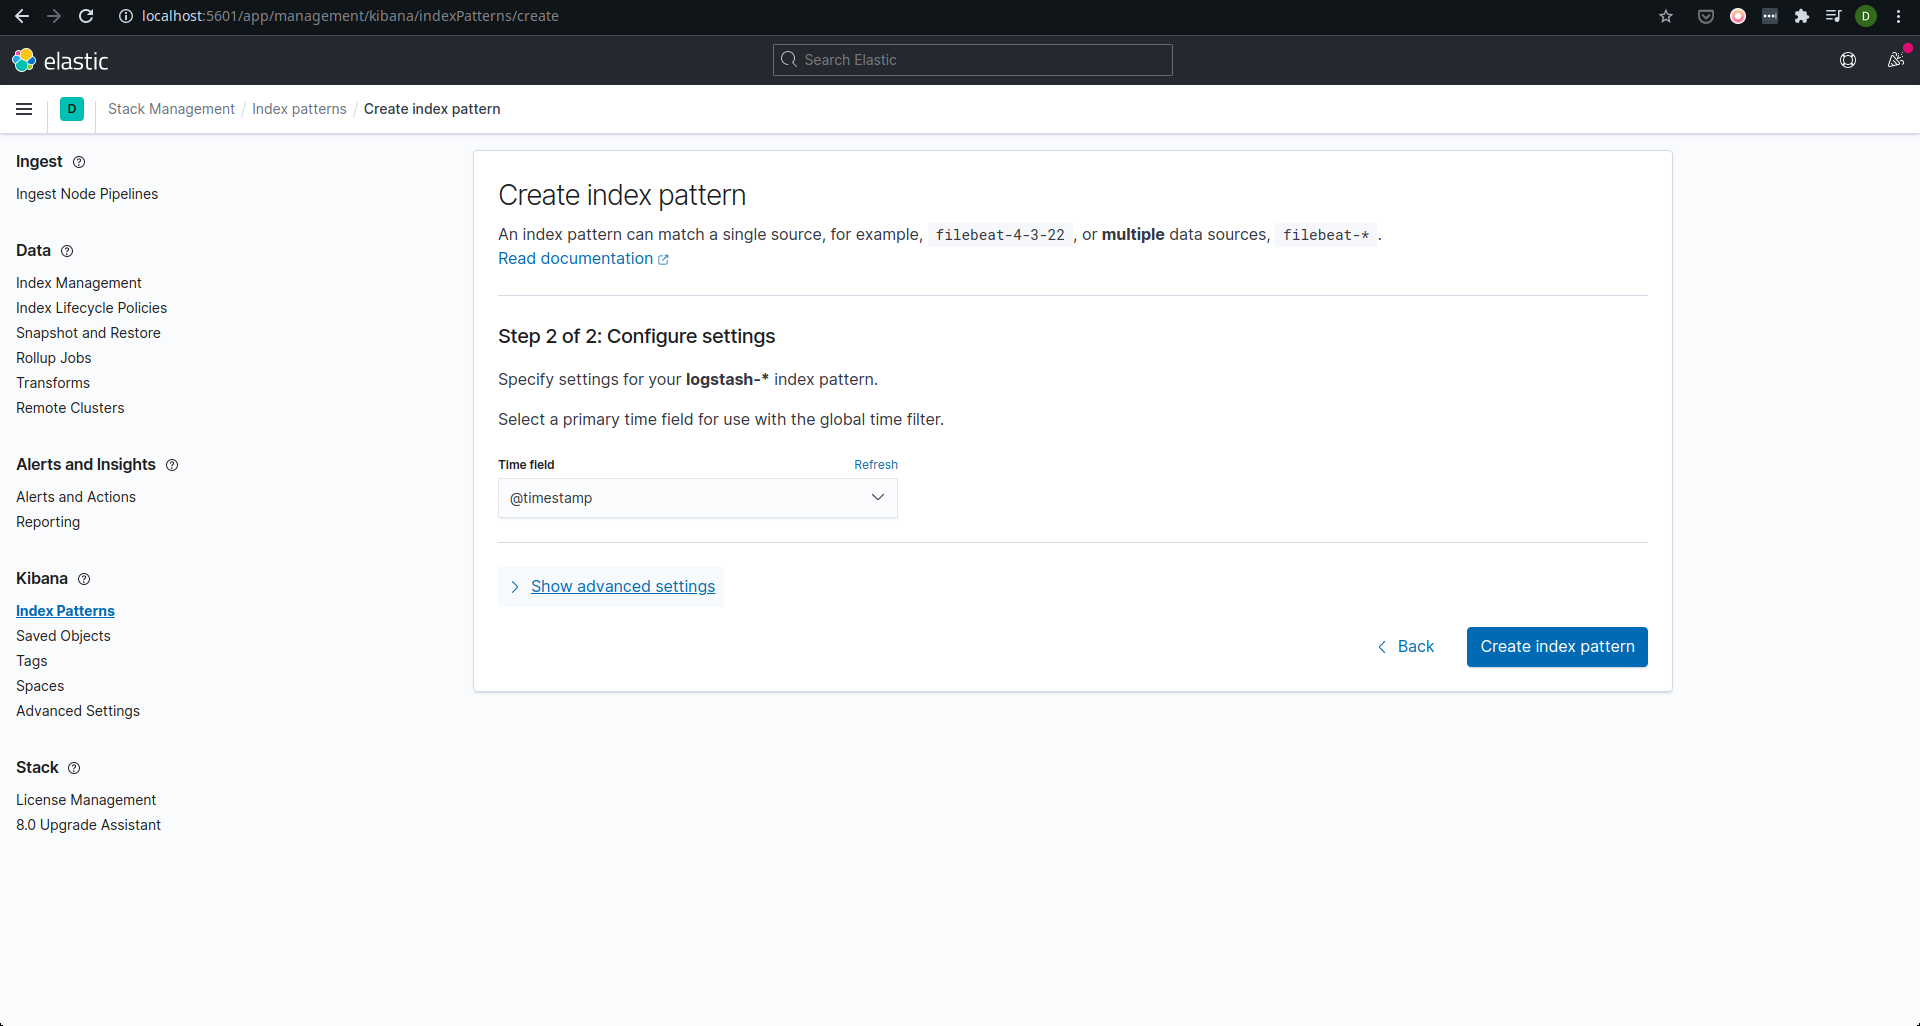 localhost:5601/app/management/kibana/indexPatterns/create
D
elastic
Search Elastic
D
Stack Management / Index patterns / Create index pattern
Ingest
Ingest Node Pipelines
Data
Index Management
Index Lifecycle Policies
Snapshot and Restore
Rollup Jobs
Transforms
Remote Clusters
Alerts and Insights
Alerts and Actions
Reporting
Kibana
Index Patterns
Saved Objects
Tags
Spaces
Advanced Settings
Stack
License Management
8.0 Upgrade Assistant
Create index pattern
An index pattern can match a single source, for example, filebeat-4-3-22 , or multiple data sources, filebeat-* .
Read documentation
Step 2 of 2: Configure settings
Specify settings for your logstash-* index pattern.
Select a primary time field for use with the global time filter.
Time field Refresh
@timestamp
Show advanced settings
Back Create index pattern